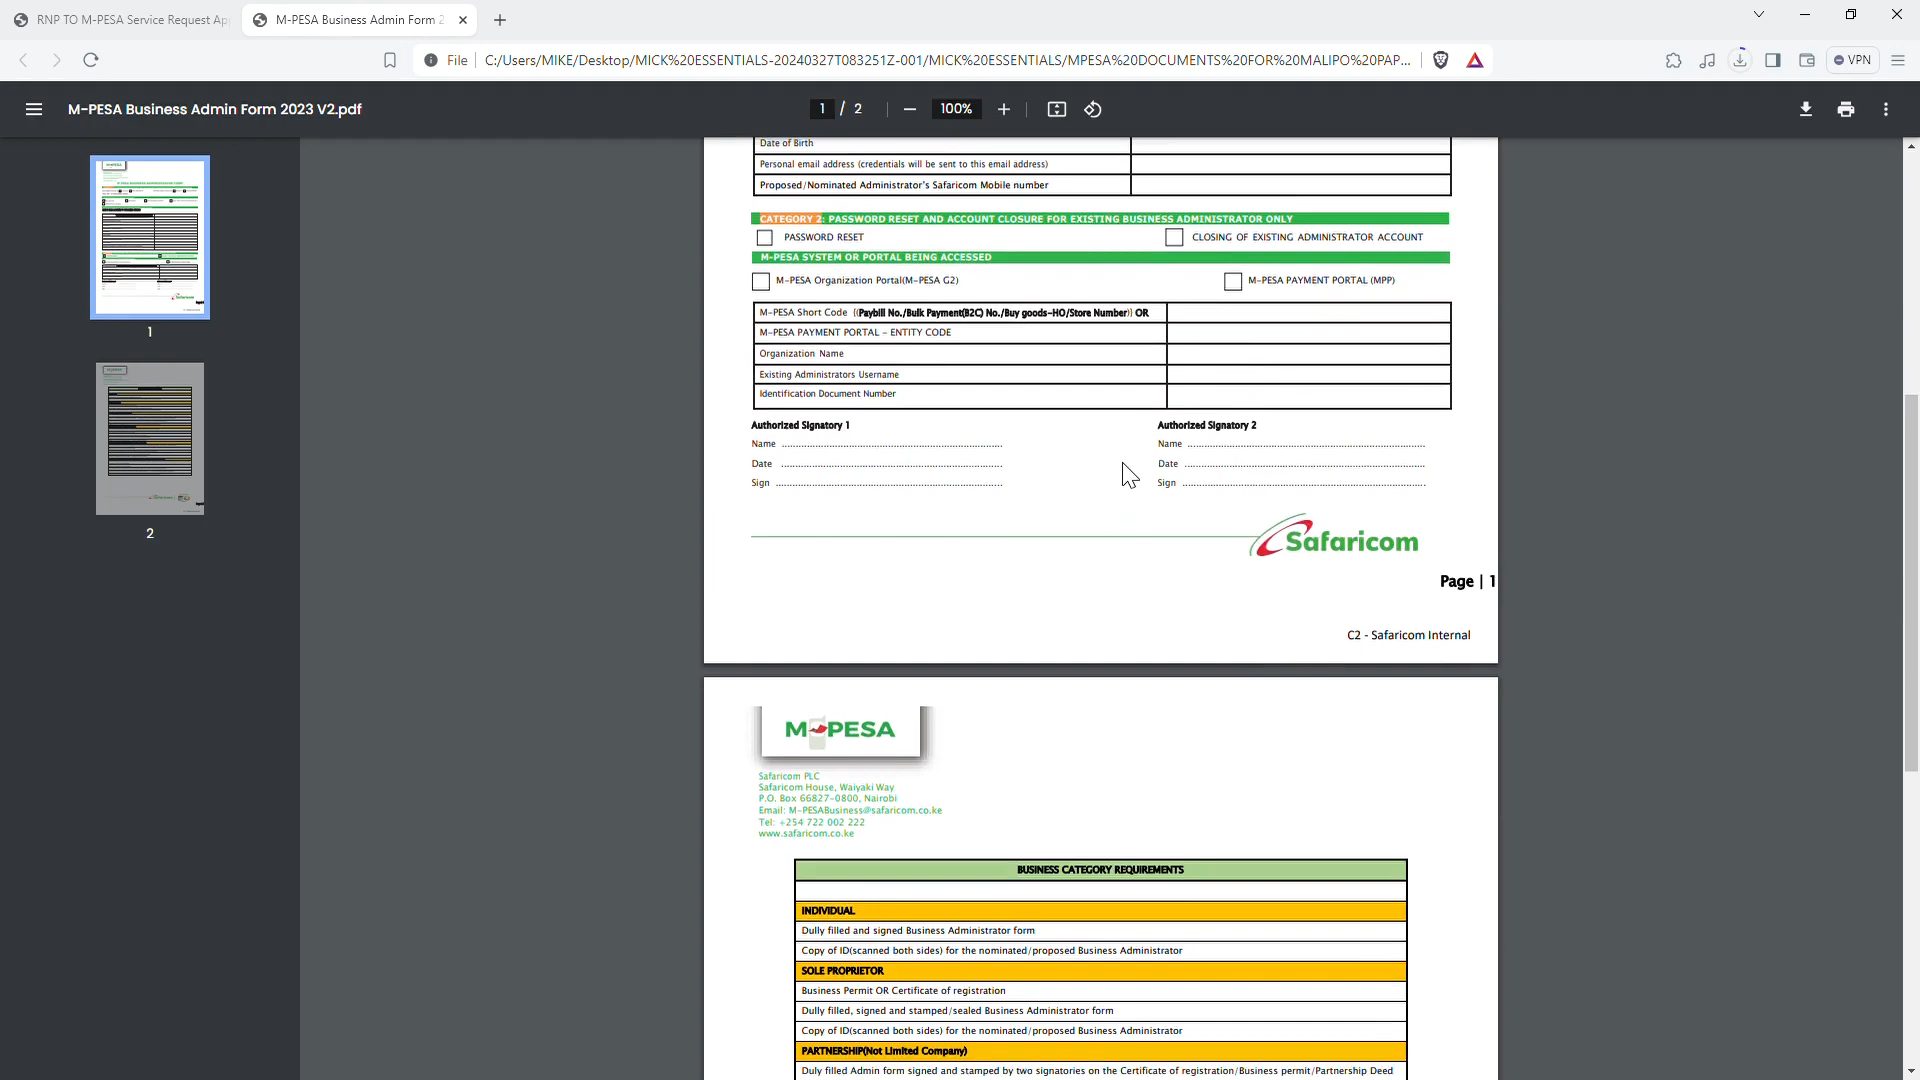 RNP TO M-PESA Service Request Ap
M-PESA Business Admin Form 2
File
C:/Users/MIKE/Desktop/MICK%20ESSENTIALS-20240327T083251Z-001/MICK%20ESSENTIALS/MPESA%20DOCUMENTS%20FOR%20MALIPO%20PAP...
VPN
M-PESA Business Admin Form 2023 V2.pdf
1 / 2
100%
1
2
Date of Birth
Personal email address (credentials will be sent to this email address)
Proposed/Nominated Administrator's Safaricom Mobile number
CATEGORY 2: PASSWORD RESET AND ACCOUNT CLOSURE FOR EXISTING BUSINESS ADMINISTRATOR ONLY
PASSWORD RESET
CLOSING OF EXISTING ADMINISTRATOR ACCOUNT
M-PESA SYSTEM OR PORTAL BEING ACCESSED
M-PESA Organization Portal(M-PESA G2)
M-PESA PAYMENT PORTAL (MPP)
M-PESA Short Code {(Paybill No./Bulk Payment(B2C) No./Buy goods-HO/Store Number)} OR
M-PESA PAYMENT PORTAL – ENTITY CODE
Organization Name
Existing Administrators Username
Identification Document Number
Authorized Signatory 1
Name ................................................................................
Date ................................................................................
Sign ................................................................................
Authorized Signatory 2
Name ................................................................................
Date ................................................................................
Sign ................................................................................
Safaricom
Page | 1
C2 - Safaricom Internal
M-PESA
Safaricom PLC
Safaricom House, Waiyaki Way
P.O. Box 66827-0800, Nairobi
Email: M-PESABusiness@safaricom.co.ke
Tel: +254 722 002 222
www.safaricom.co.ke
BUSINESS CATEGORY REQUIREMENTS
INDIVIDUAL
Dully filled and signed Business Administrator form
Copy of ID(scanned both sides) for the nominated/proposed Business Administrator
SOLE PROPRIETOR
Business Permit OR Certificate of registration
Dully filled, signed and stamped/sealed Business Administrator form
Copy of ID(scanned both sides) for the nominated/proposed Business Administrator
PARTNERSHIP(Not Limited Company)
Duly filled Admin form signed and stamped by two signatories on the Certificate of registration/Business permit/Partnership Deed